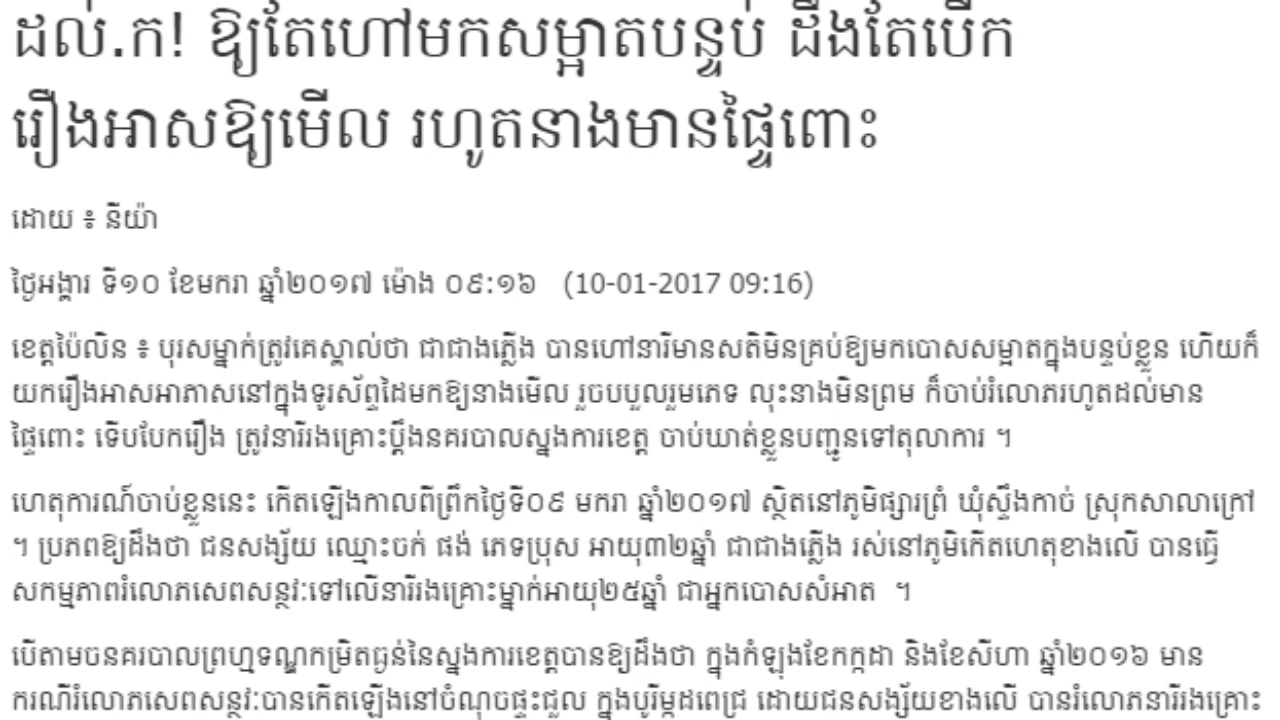 ដល់.ក! ឱ្យតែហៅមកសម្អាតបន្ទប់ ដឹងតែបើក
រឿងអាសឱ្យមើល រហូតនាងមានផ្ទៃពោះ
ដោយ ៖ នីយ៉ា
ថ្ងៃអង្គារ ទី១០ ខែមករា ឆ្នាំ២០១៧ ម៉ោង ០៩:១៦ (10-01-2017 09:16)
ខេត្តប៉ៃលិន ៖ បុរសម្នាក់ត្រូវគេស្គាល់ថា ជាជាងភ្លើង បានហៅនារីមានសតិមិនគ្រប់ឱ្យមកបោសសម្អាតក្នុងបន្ទប់ខ្លួន ហើយក៏
យករឿងអាសអាភាសនៅក្នុងទូរស័ព្ទដៃមកឱ្យនាងមើល រួចបបួលរួមភេទ លុះនាងមិនព្រម ក៏ចាប់រំលោភរហូតដល់មាន
ផ្ទៃពោះ ទើបបែករឿង ត្រូវនារីរងគ្រោះប្តឹងនគរបាលស្នងការខេត្ត ចាប់ឃាត់ខ្លួនបញ្ជូនទៅតុលាការ ។
ហេតុការណ៍ចាប់ខ្លួននេះ កើតឡើងកាលពីព្រឹកថ្ងៃទី០៩ មករា ឆ្នាំ២០១៧ ស្ថិតនៅភូមិផ្សារព្រំ ឃុំស្ទឹងកាច់ ស្រុកសាលាក្រៅ
។ ប្រភពឱ្យដឹងថា ជនសង្ស័យ ឈ្មោះចក់ ផង់ ភេទប្រុស អាយុ៣២ឆ្នាំ ជាជាងភ្លើង រស់នៅភូមិកើតហេតុខាងលើ បានធ្វើ
សកម្មភាពរំលោភសេពសន្ថវៈទៅលើនារីរងគ្រោះម្នាក់អាយុ២៥ឆ្នាំ ជាអ្នកបោសសំអាត ។
បើតាមចនគរបាលព្រហ្មទណ្ឌកម្រិតធ្ងន់នៃស្នងការខេត្តបានឱ្យដឹងថា ក្នុងកំឡុងខែកក្កដា និងខែសីហា ឆ្នាំ២០១៦ មាន
ករណីរំលោភសេពសន្ថវៈបានកើតឡើងនៅចំណុចផ្ទះជួល ក្នុងបុរីម្កុដពេជ្រ ដោយជនសង្ស័យខាងលើ បានរំលោភនារីរងគ្រោះ